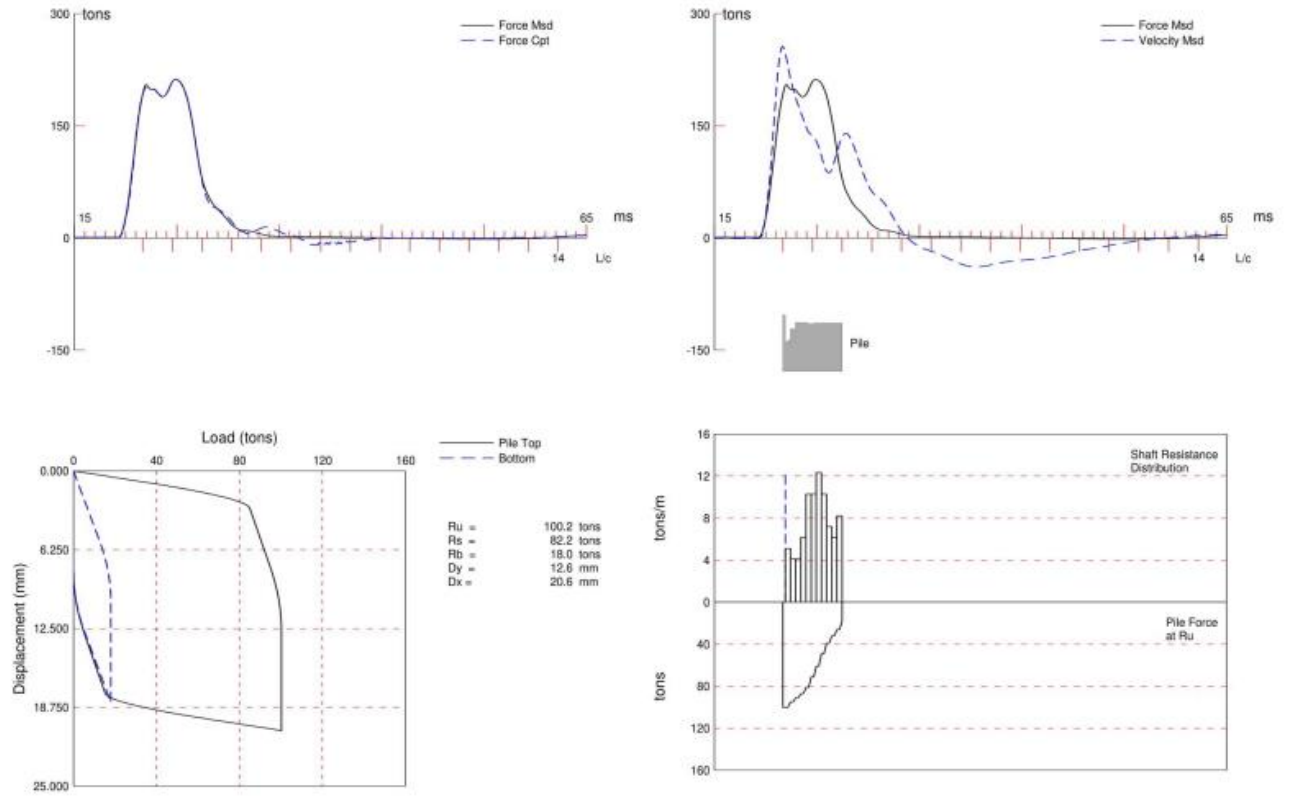 300 tons
Force Msd
Force Cpt
150
15
65 ms
0
14 L/c
-150
300 tons
Force Msd
Velocity Msd
150
15
65 ms
0
14 L/c
-150
Pile
Load (tons)
0 40 80 120 160
0.000
6.250
12.500
18.750
25.000
Displacement (mm)
Pile Top
Bottom
Ru = 100.2 tons
Rs = 82.2 tons
Rb = 18.0 tons
Dy = 12.6 mm
Dx = 20.6 mm
16
12
8
4
0
40
80
120
160
tons/m
tons
Shaft Resistance
Distribution
Pile Force
at Ru